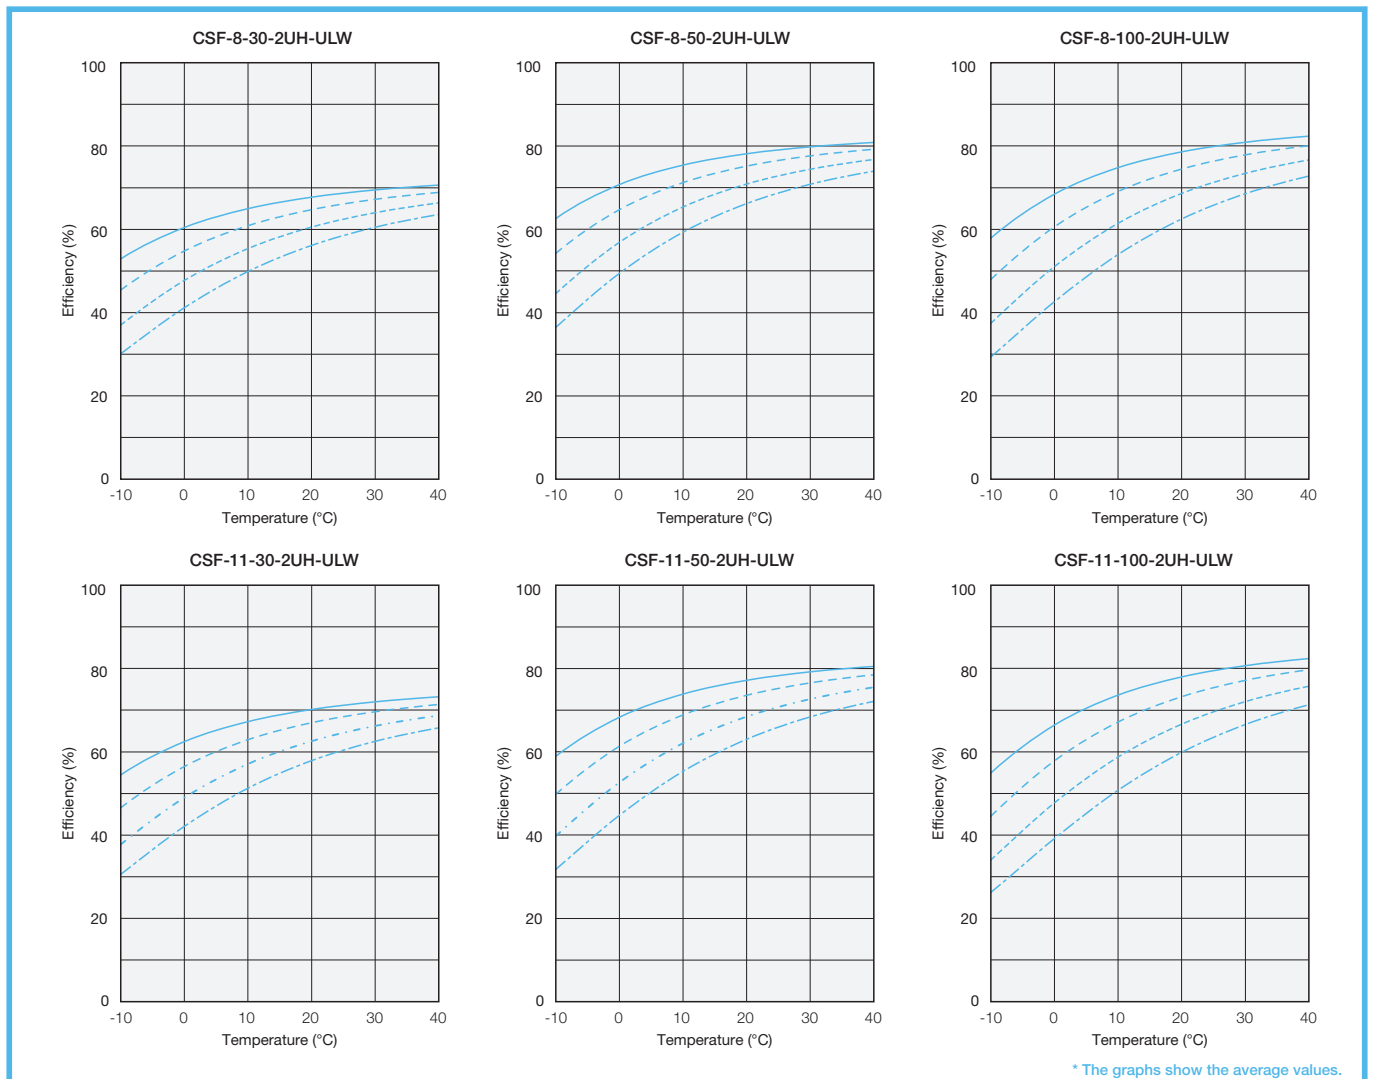 CSF-8-30-2UH-ULW
100
80
60
40
20
0
Efficiency (%)
-10 0 10 20 30 40
Temperature (°C)
CSF-8-50-2UH-ULW
100
80
60
40
20
0
Efficiency (%)
-10 0 10 20 30 40
Temperature (°C)
CSF-8-100-2UH-ULW
100
80
60
40
20
0
Efficiency (%)
-10 0 10 20 30 40
Temperature (°C)
CSF-11-30-2UH-ULW
100
80
60
40
20
0
Efficiency (%)
-10 0 10 20 30 40
Temperature (°C)
CSF-11-50-2UH-ULW
100
80
60
40
20
0
Efficiency (%)
-10 0 10 20 30 40
Temperature (°C)
CSF-11-100-2UH-ULW
100
80
60
40
20
0
Efficiency (%)
-10 0 10 20 30 40
Temperature (°C)
* The graphs show the average values.